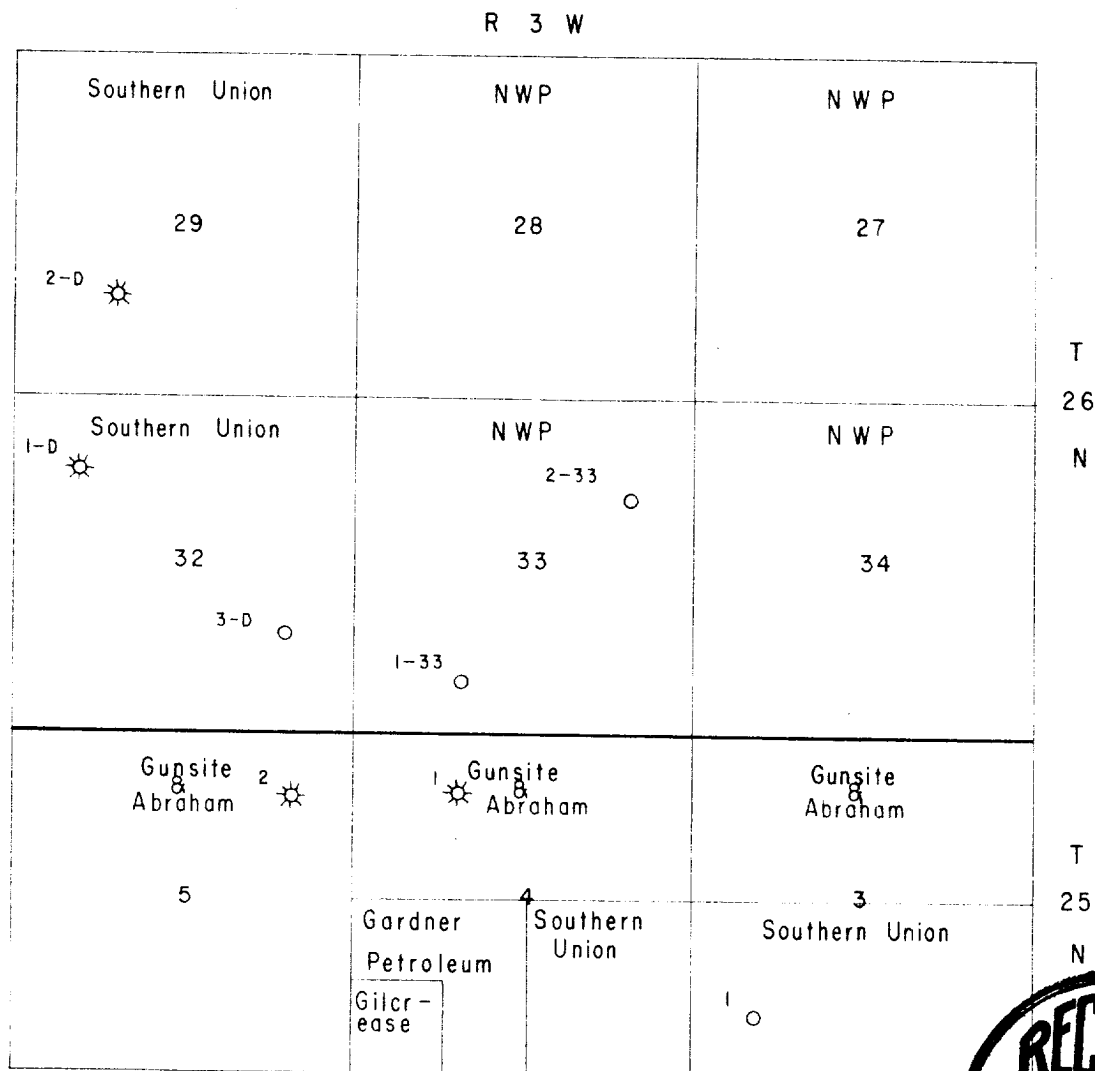 R 3 W
Southern Union
NWP
NWP
29
28
27
2-D
T
26
N
Southern Union
NWP
NWP
1-D
2-33
32
33
34
3-D
1-33
Gunsite
&
Abraham
2
1
Gunsite
&
Abraham
Gunsite
&
Abraham
5
4
3
T
25
N
Gardner
Petroleum
Southern
Union
Southern Union
Gilcr-
ease
1